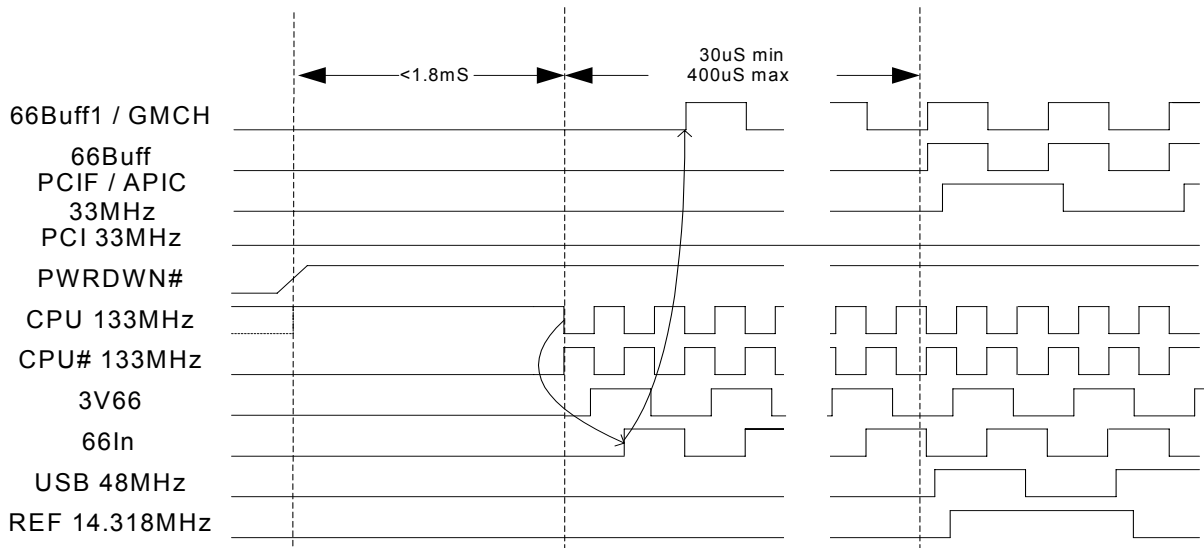 <1.8mS
30uS min
400uS max
66Buff1 / GMCH
66Buff
PCIF / APIC
33MHz
PCI 33MHz
PWRDWN#
CPU 133MHz
CPU# 133MHz
3V66
66In
USB 48MHz
REF 14.318MHz